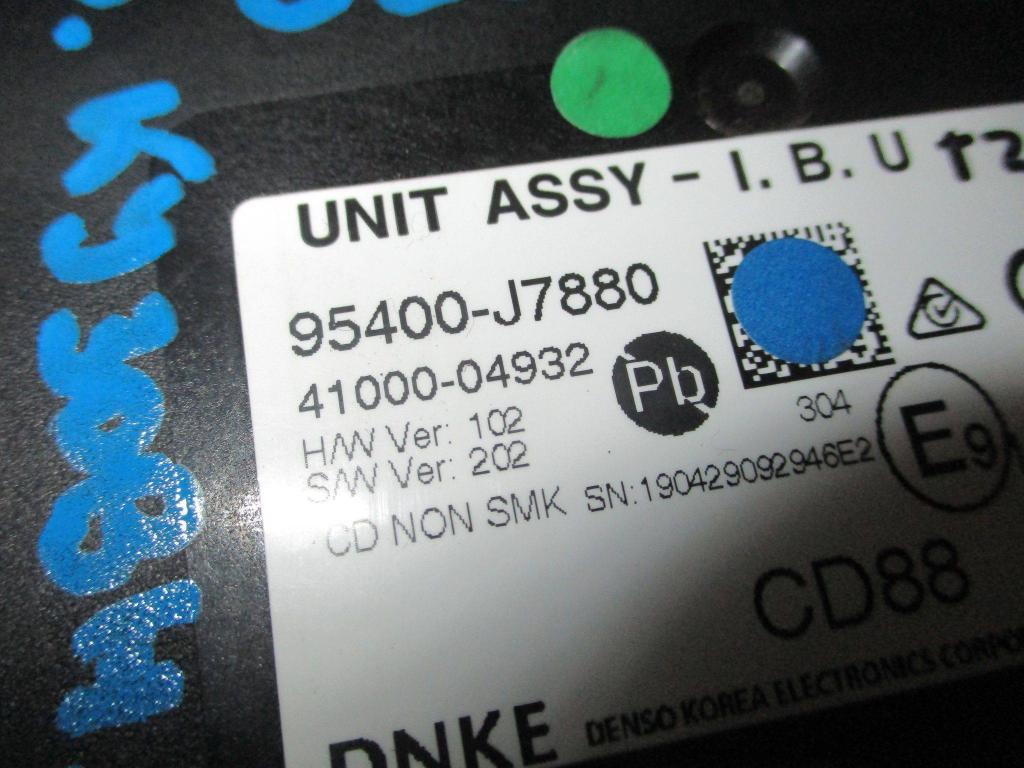 UNIT ASSY - I. B. U
95400-J7880
41000-04932
Pb
H/W Ver: 102
S/W Ver: 202
304
CD NON SMK SN:190429092946E2
E9
CD88
DNKE
DENSO KOREA ELECTRONICS